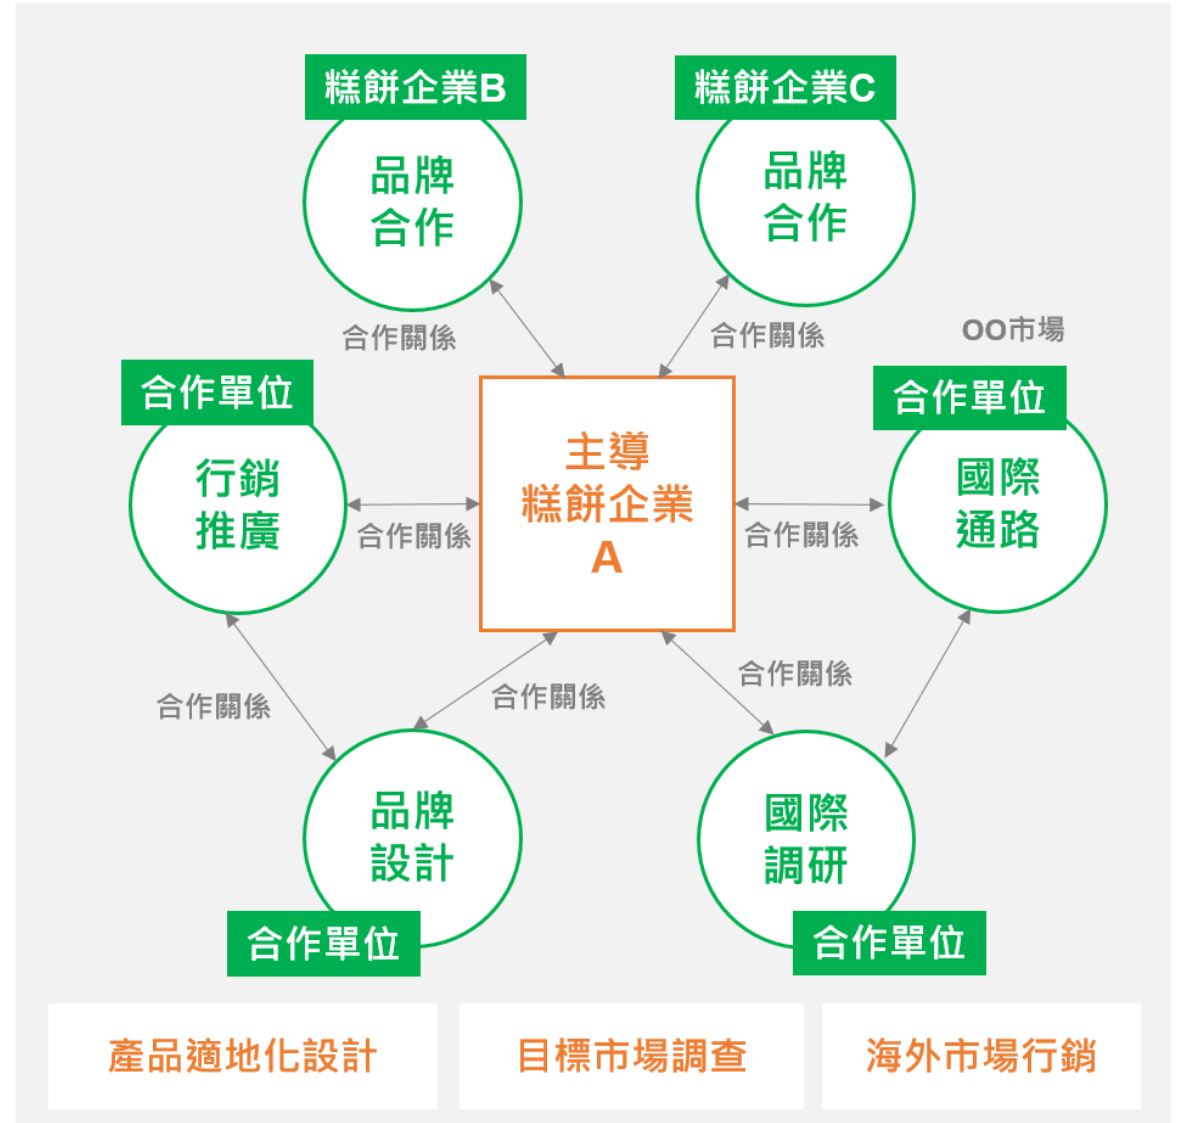 糕餅企業B
糕餅企業C
品牌
合作
品牌
合作
合作關係
合作關係
OO市場
合作單位
合作單位
行銷
推廣
主導
糕餅企業
A
國際
通路
合作關係
合作關係
合作關係
合作關係
合作關係
品牌
設計
國際
調研
合作單位
合作單位
產品適地化設計
目標市場調查
海外市場行銷